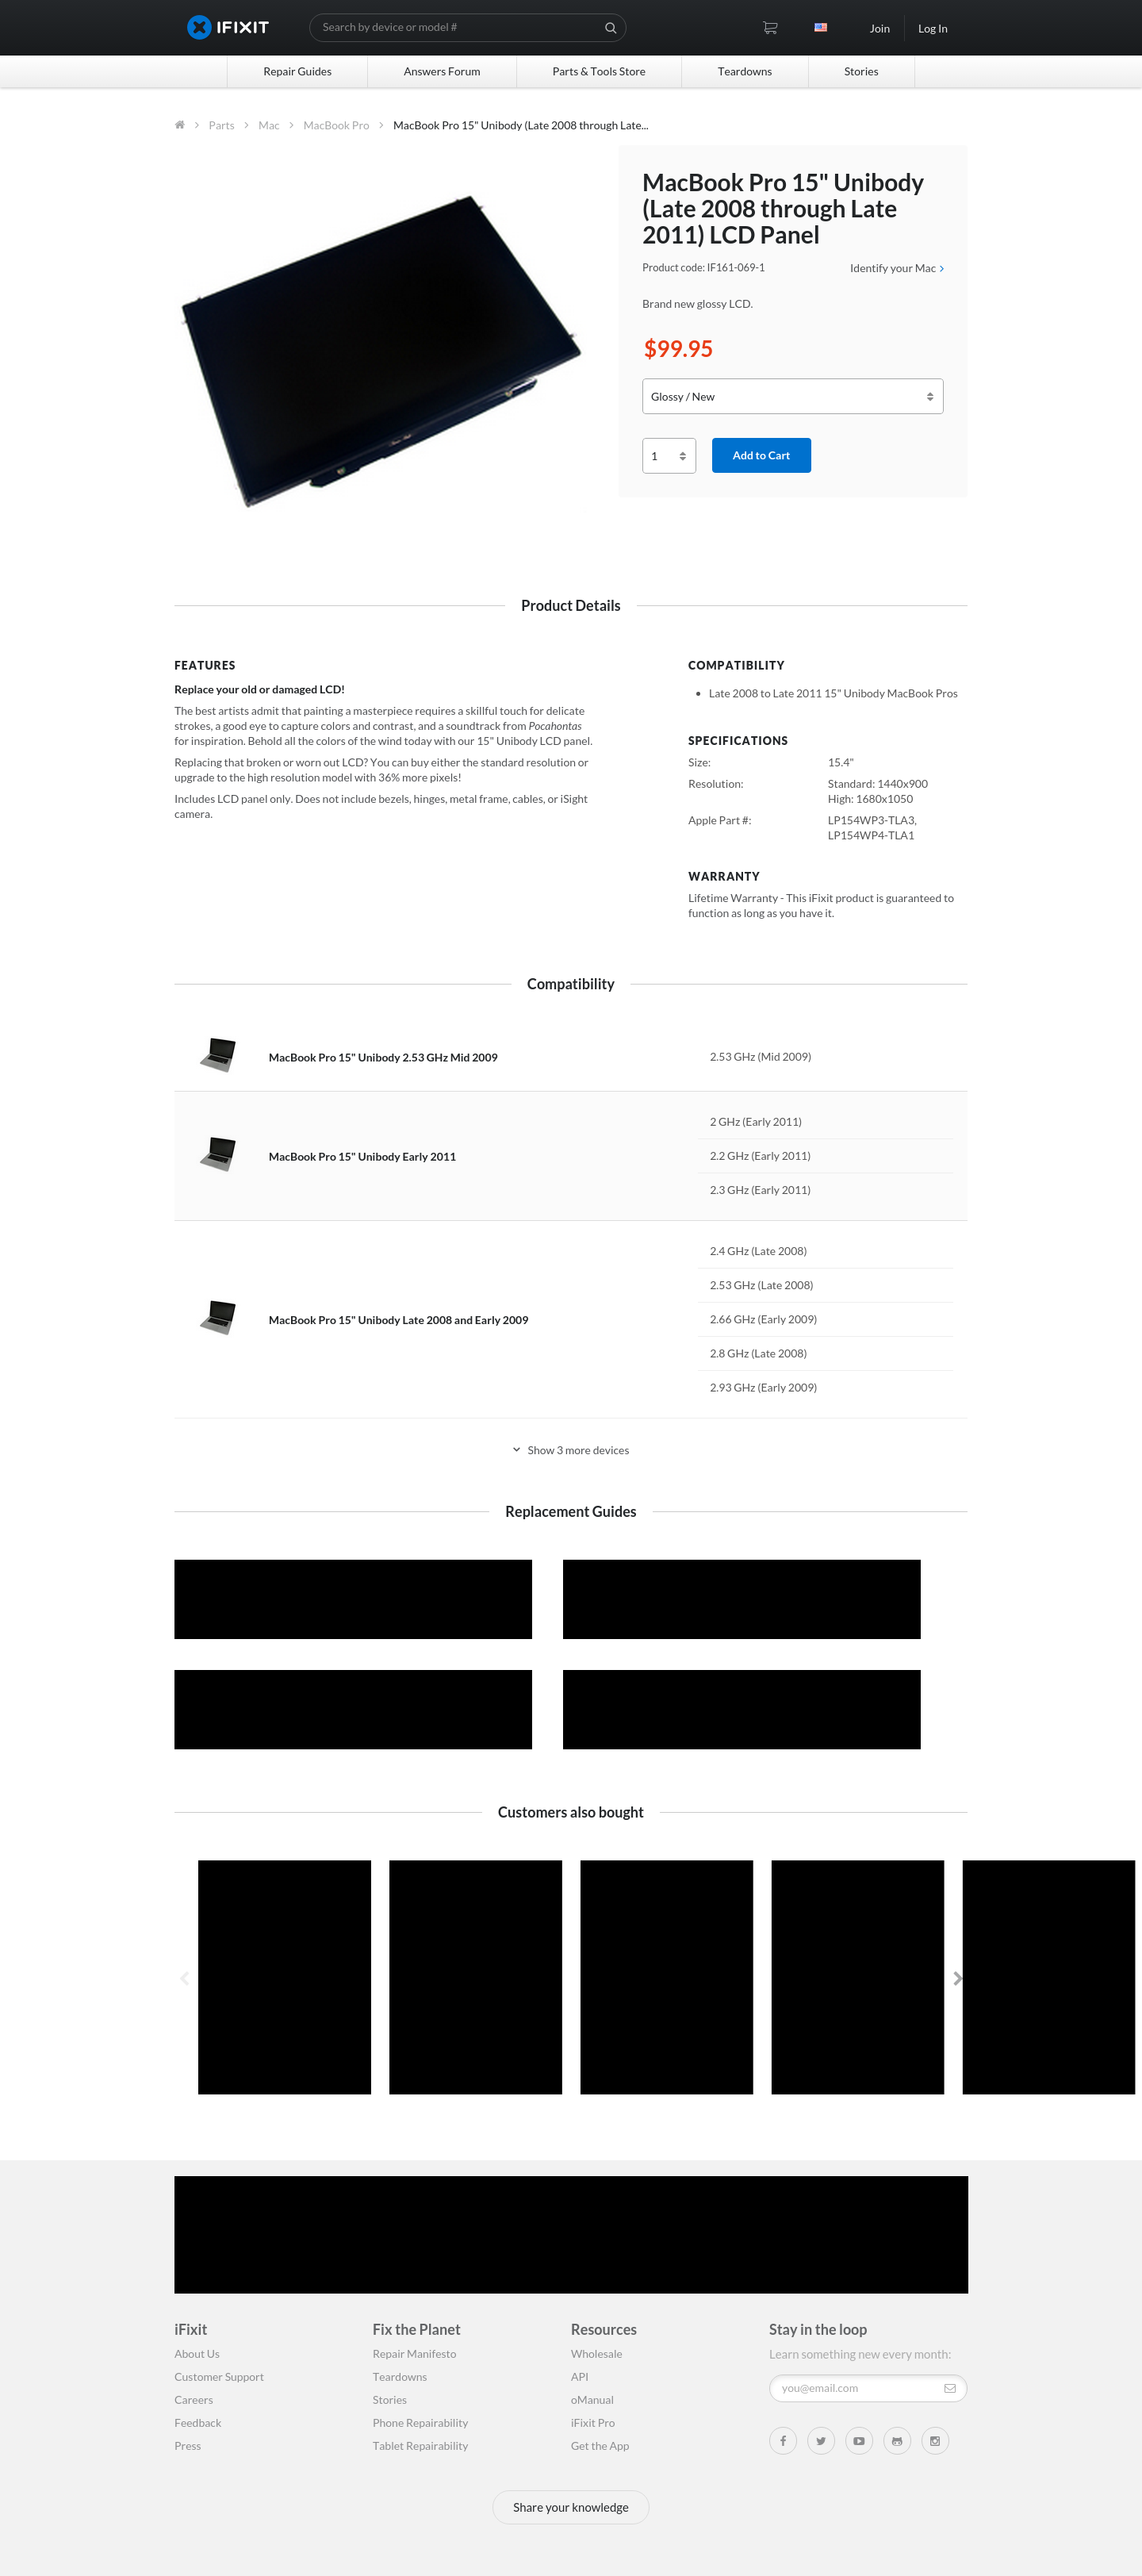 IFIXIT
Search by device or model #
Join
Log In
Repair Guides
Answers Forum
Parts & Tools Store
Teardowns
Stories
Parts
Mac
MacBook Pro
MacBook Pro 15" Unibody (Late 2008 through Late...
MacBook Pro 15" Unibody
(Late 2008 through Late
2011) LCD Panel
Product code: IF161-069-1
Identify your Mac
Brand new glossy LCD.
$99.95
Glossy / New
1
Add to Cart
Product Details
FEATURES
Replace your old or damaged LCD!
The best artists admit that painting a masterpiece requires a skillful touch for delicate
strokes, a good eye to capture colors and contrast, and a soundtrack from Pocahontas
for inspiration. Behold all the colors of the wind today with our 15" Unibody LCD panel.
Replacing that broken or worn out LCD? You can buy either the standard resolution or
upgrade to the high resolution model with 36% more pixels!
Includes LCD panel only. Does not include bezels, hinges, metal frame, cables, or iSight
camera.
COMPATIBILITY
Late 2008 to Late 2011 15" Unibody MacBook Pros
SPECIFICATIONS
Size: 15.4"
Resolution: Standard: 1440x900
High: 1680x1050
Apple Part #: LP154WP3-TLA3,
LP154WP4-TLA1
WARRANTY
Lifetime Warranty - This iFixit product is guaranteed to
function as long as you have it.
Compatibility
MacBook Pro 15" Unibody 2.53 GHz Mid 2009
2.53 GHz (Mid 2009)
MacBook Pro 15" Unibody Early 2011
2 GHz (Early 2011)
2.2 GHz (Early 2011)
2.3 GHz (Early 2011)
MacBook Pro 15" Unibody Late 2008 and Early 2009
2.4 GHz (Late 2008)
2.53 GHz (Late 2008)
2.66 GHz (Early 2009)
2.8 GHz (Late 2008)
2.93 GHz (Early 2009)
Show 3 more devices
Replacement Guides
Customers also bought
iFixit
About Us
Customer Support
Careers
Feedback
Press
Fix the Planet
Repair Manifesto
Teardowns
Stories
Phone Repairability
Tablet Repairability
Resources
Wholesale
API
oManual
iFixit Pro
Get the App
Stay in the loop
Learn something new every month:
you@email.com
Share your knowledge